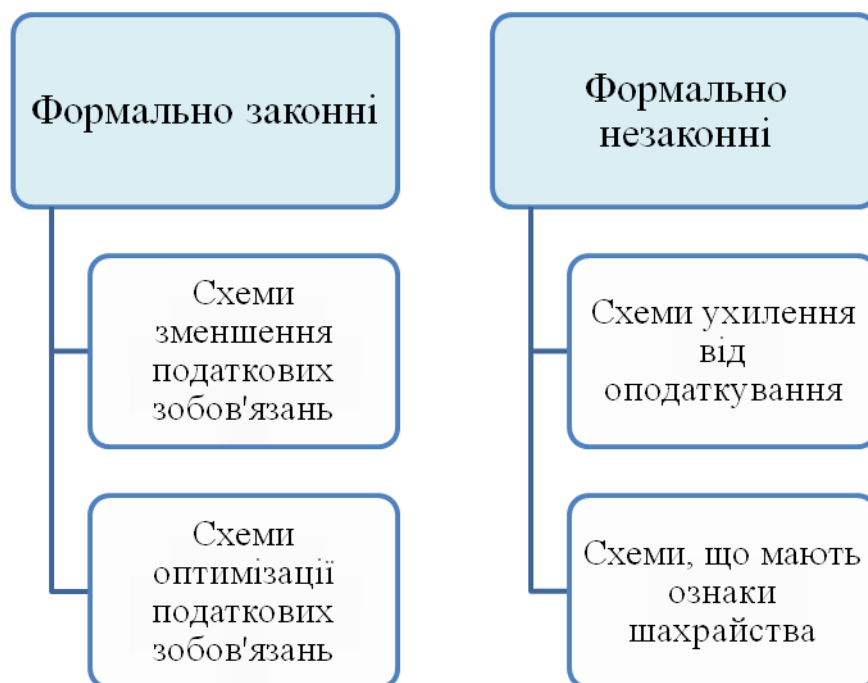 Формально законні
Схеми
зменшення
податкових
зобов'язань
Схеми
оптимізації
податкових
зобов'язань
Формально
незаконні
Схеми ухилення
від
оподаткування
Схеми, що мають
ознаки
шахрайства